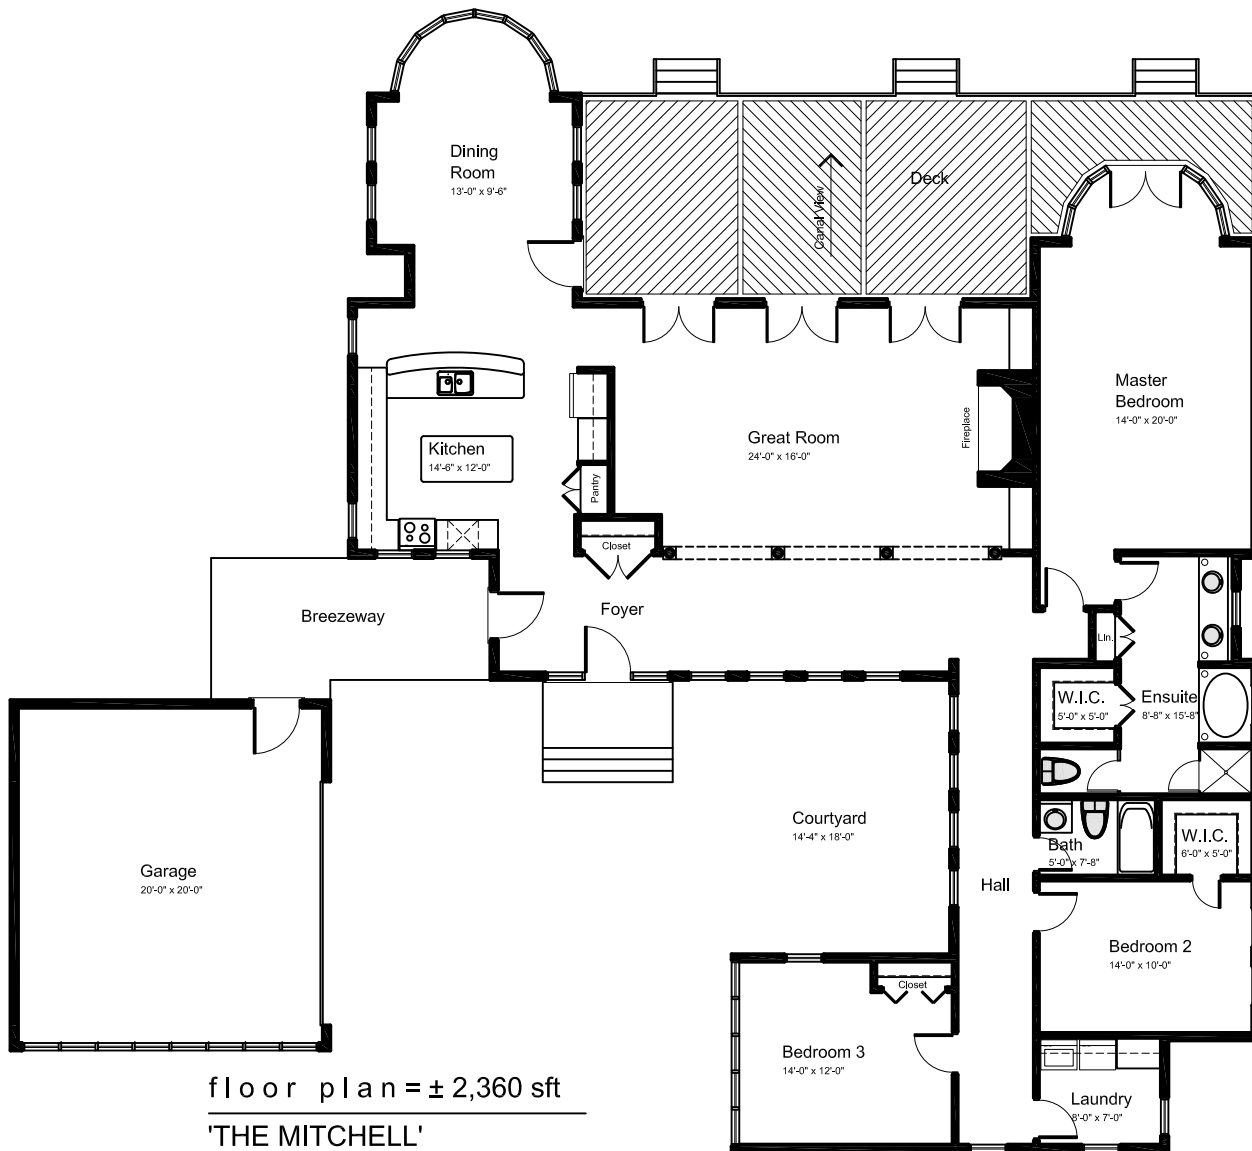 Dining
Room
13'-0" x 9'-6"
Canal View
Deck
Master
Bedroom
14'-0" x 20'-0"
Great Room
24'-0" x 16'-0"
Fireplace
Kitchen
14'-6" x 12'-0"
Pantry
Closet
Foyer
Breezeway
Lln.
W.I.C.
5'-0" x 5'-0"
Ensuite
8'-8" x 15'-8"
Courtyard
14'-4" x 18'-0"
Bath
5'-0" x 7'-8"
W.I.C.
6'-0" x 5'-0"
Garage
20'-0" x 20'-0"
Hall
Bedroom 2
14'-0" x 10'-0"
Closet
Bedroom 3
14'-0" x 12'-0"
Laundry
8'-0" x 7'-0"
floor plan = ± 2,360 sft
'THE MITCHELL'